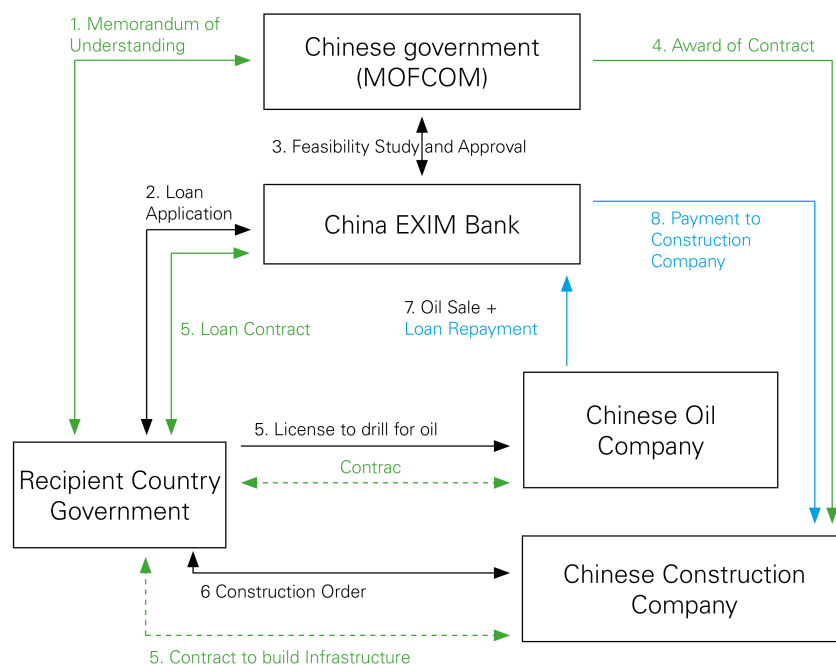 1. Memorandum of
Understanding
Chinese government
(MOFCOM)
4. Award of Contract
3. Feasibility Study and Approval
2. Loan
Application
China EXIM Bank
8. Payment to
Construction
Company
5. Loan Contract
7. Oil Sale +
Loan Repayment
Chinese Oil
Company
5. License to drill for oil
Contrac
Recipient Country
Government
Chinese Construction
Company
6 Construction Order
5. Contract to build Infrastructure